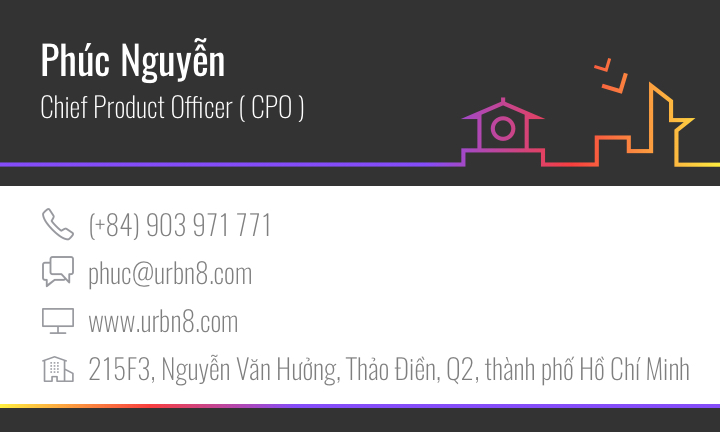 Phúc Nguyễn
Chief Product Officer ( CPO )
(+84) 903 971 771
phuc@urbn8.com
www.urbn8.com
215F3, Nguyễn Văn Hưởng, Thảo Điền, Q2, thành phố Hồ Chí Minh